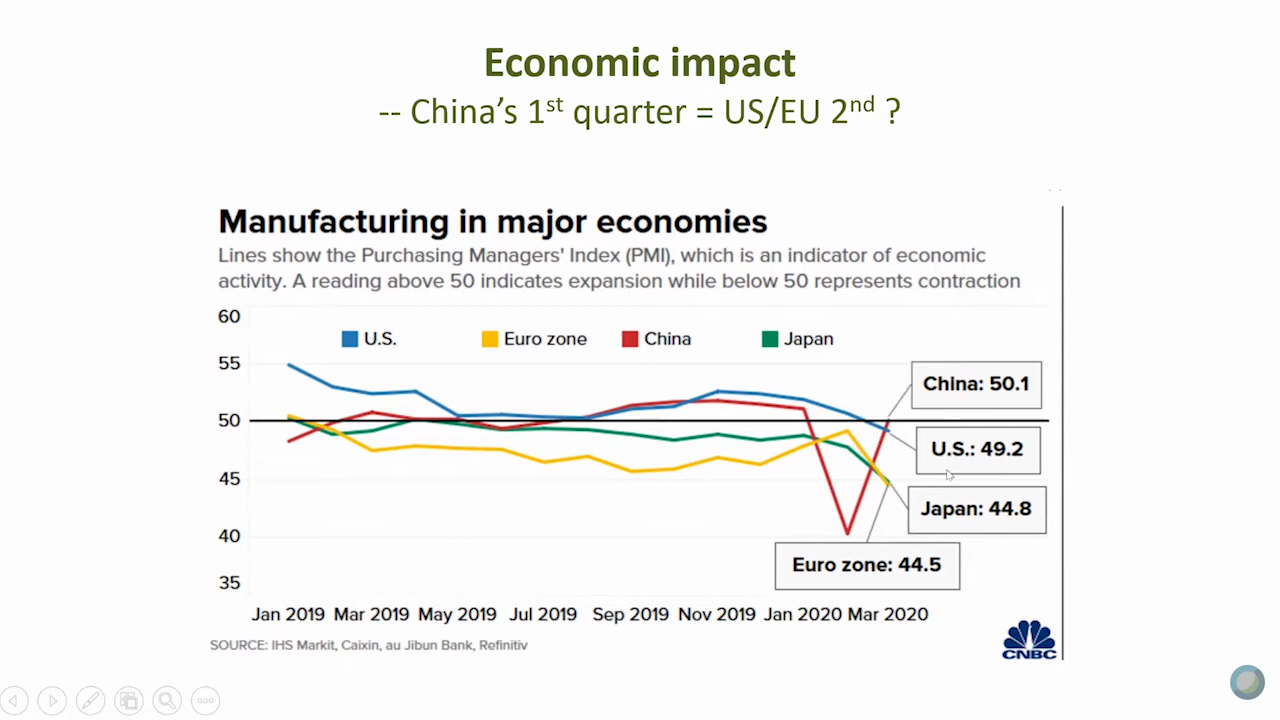 Economic impact
-- China’s 1st quarter = US/EU 2nd ?
Manufacturing in major economies
Lines show the Purchasing Managers' Index (PMI), which is an indicator of economic
activity. A reading above 50 indicates expansion while below 50 represents contraction
60
U.S. Euro zone China Japan
55
China: 50.1
50
U.S.: 49.2
45
Japan: 44.8
40
Euro zone: 44.5
35
Jan 2019 Mar 2019 May 2019 Jul 2019 Sep 2019 Nov 2019 Jan 2020 Mar 2020
SOURCE: IHS Markit, Caixin, au Jibun Bank, Refinitiv
CNBC